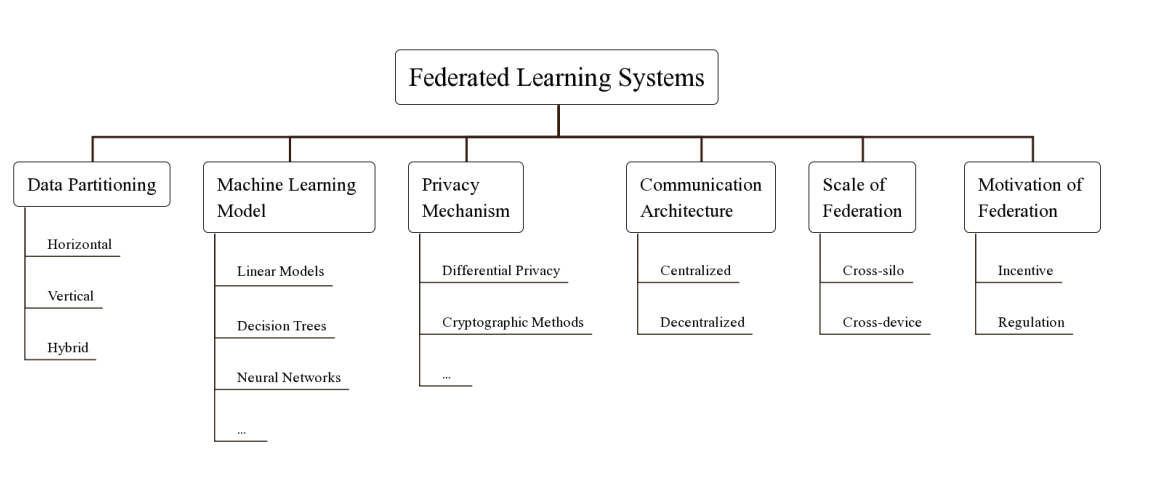 Federated Learning Systems
Data Partitioning
Horizontal
Vertical
Hybrid
Machine Learning
Model
Linear Models
Decision Trees
Neural Networks
...
Privacy
Mechanism
Differential Privacy
Cryptographic Methods
...
Communication
Architecture
Centralized
Decentralized
Scale of
Federation
Cross-silo
Cross-device
Motivation of
Federation
Incentive
Regulation